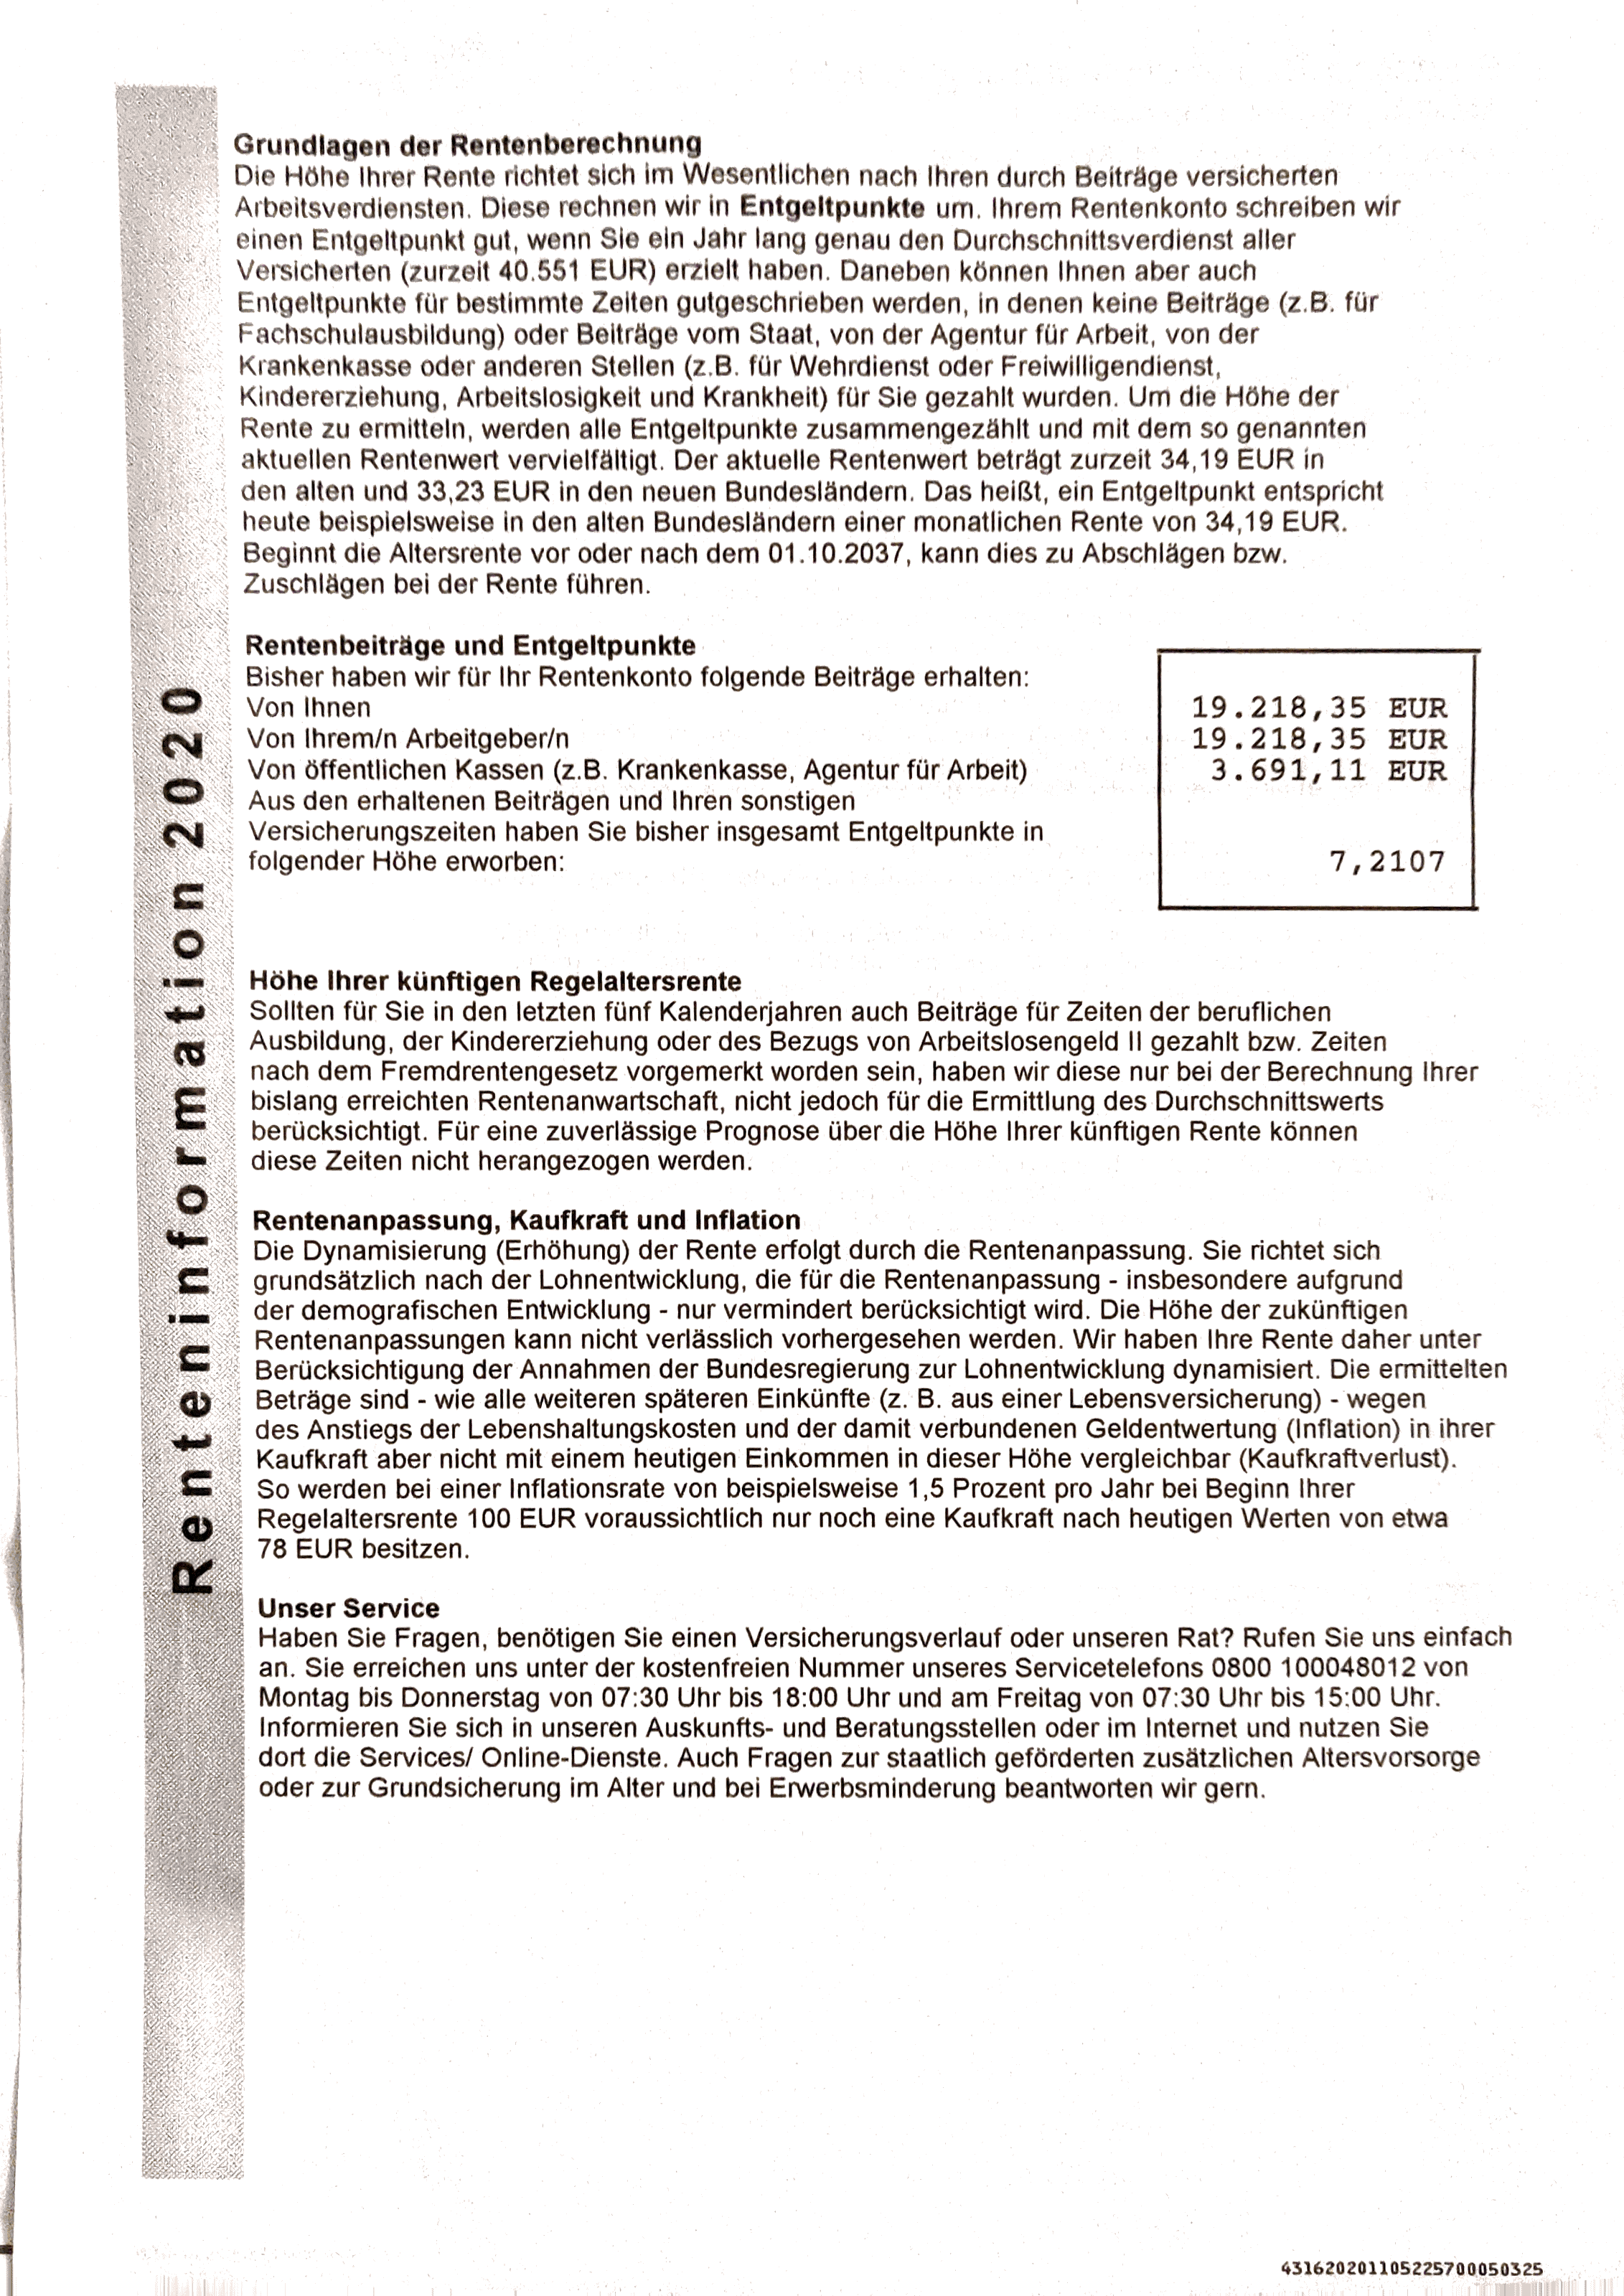 Renteninformation 2020
Grundlagen der Rentenberechnung
Die Höhe Ihrer Rente richtet sich im Wesentlichen nach Ihren durch Beiträge versicherten
Arbeitsverdiensten. Diese rechnen wir in Entgeltpunkte um. Ihrem Rentenkonto schreiben wir
einen Entgeltpunkt gut, wenn Sie ein Jahr lang genau den Durchschnittsverdienst aller
Versicherten (zurzeit 40.551 EUR) erzielt haben. Daneben können Ihnen aber auch
Entgeltpunkte für bestimmte Zeiten gutgeschrieben werden, in denen keine Beiträge (z.B. für
Fachschulausbildung) oder Beiträge vom Staat, von der Agentur für Arbeit, von der
Krankenkasse oder anderen Stellen (z.B. für Wehrdienst oder Freiwilligendienst,
Kindererziehung, Arbeitslosigkeit und Krankheit) für Sie gezahlt wurden. Um die Höhe der
Rente zu ermitteln, werden alle Entgeltpunkte zusammengezählt und mit dem so genannten
aktuellen Rentenwert vervielfältigt. Der aktuelle Rentenwert beträgt zurzeit 34,19 EUR in
den alten und 33,23 EUR in den neuen Bundesländern. Das heißt, ein Entgeltpunkt entspricht
heute beispielsweise in den alten Bundesländern einer monatlichen Rente von 34,19 EUR.
Beginnt die Altersrente vor oder nach dem 01.10.2037, kann dies zu Abschlägen bzw.
Zuschlägen bei der Rente führen.
Rentenbeiträge und Entgeltpunkte
Bisher haben wir für Ihr Rentenkonto folgende Beiträge erhalten:
Von Ihnen 19.218,35 EUR
Von Ihrem/n Arbeitgeber/n 19.218,35 EUR
Von öffentlichen Kassen (z.B. Krankenkasse, Agentur für Arbeit) 3.691,11 EUR
Aus den erhaltenen Beiträgen und Ihren sonstigen
Versicherungszeiten haben Sie bisher insgesamt Entgeltpunkte in
folgender Höhe erworben: 7,2107
Höhe Ihrer künftigen Regelaltersrente
Sollten für Sie in den letzten fünf Kalenderjahren auch Beiträge für Zeiten der beruflichen
Ausbildung, der Kindererziehung oder des Bezugs von Arbeitslosengeld II gezahlt bzw. Zeiten
nach dem Fremdrentengesetz vorgemerkt worden sein, haben wir diese nur bei der Berechnung Ihrer
bislang erreichten Rentenanwartschaft, nicht jedoch für die Ermittlung des Durchschnittswerts
berücksichtigt. Für eine zuverlässige Prognose über die Höhe Ihrer künftigen Rente können
diese Zeiten nicht herangezogen werden.
Rentenanpassung, Kaufkraft und Inflation
Die Dynamisierung (Erhöhung) der Rente erfolgt durch die Rentenanpassung. Sie richtet sich
grundsätzlich nach der Lohnentwicklung, die für die Rentenanpassung - insbesondere aufgrund
der demografischen Entwicklung - nur vermindert berücksichtigt wird. Die Höhe der zukünftigen
Rentenanpassungen kann nicht verlässlich vorhergesehen werden. Wir haben Ihre Rente daher unter
Berücksichtigung der Annahmen der Bundesregierung zur Lohnentwicklung dynamisiert. Die ermittelten
Beträge sind - wie alle weiteren späteren Einkünfte (z. B. aus einer Lebensversicherung) - wegen
des Anstiegs der Lebenshaltungskosten und der damit verbundenen Geldentwertung (Inflation) in ihrer
Kaufkraft aber nicht mit einem heutigen Einkommen in dieser Höhe vergleichbar (Kaufkraftverlust).
So werden bei einer Inflationsrate von beispielsweise 1,5 Prozent pro Jahr bei Beginn Ihrer
Regelaltersrente 100 EUR voraussichtlich nur noch eine Kaufkraft nach heutigen Werten von etwa
78 EUR besitzen.
Unser Service
Haben Sie Fragen, benötigen Sie einen Versicherungsverlauf oder unseren Rat? Rufen Sie uns einfach
an. Sie erreichen uns unter der kostenfreien Nummer unseres Servicetelefons 0800 100048012 von
Montag bis Donnerstag von 07:30 Uhr bis 18:00 Uhr und am Freitag von 07:30 Uhr bis 15:00 Uhr.
Informieren Sie sich in unseren Auskunfts- und Beratungsstellen oder im Internet und nutzen Sie
dort die Services/ Online-Dienste. Auch Fragen zur staatlich geförderten zusätzlichen Altersvorsorge
oder zur Grundsicherung im Alter und bei Erwerbsminderung beantworten wir gern.
431620201105225700050325